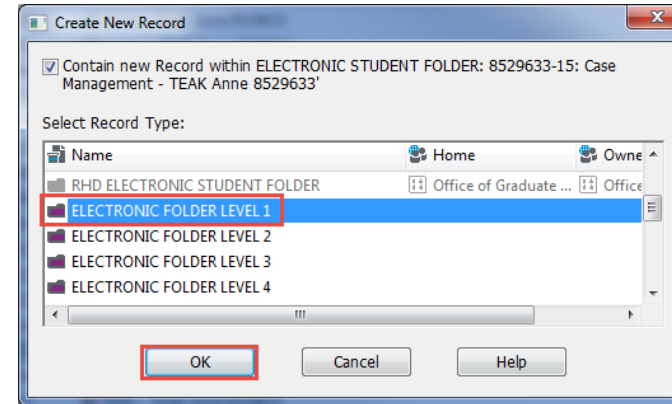 Create New Record
Contain new Record within ELECTRONIC STUDENT FOLDER: 8529633-15: Case
Management - TEAK Anne 8529633'
Select Record Type:
Name Home Owne
RHD ELECTRONIC STUDENT FOLDER Office of Graduate ... Office
ELECTRONIC FOLDER LEVEL 1
ELECTRONIC FOLDER LEVEL 2
ELECTRONIC FOLDER LEVEL 3
ELECTRONIC FOLDER LEVEL 4
OK Cancel Help